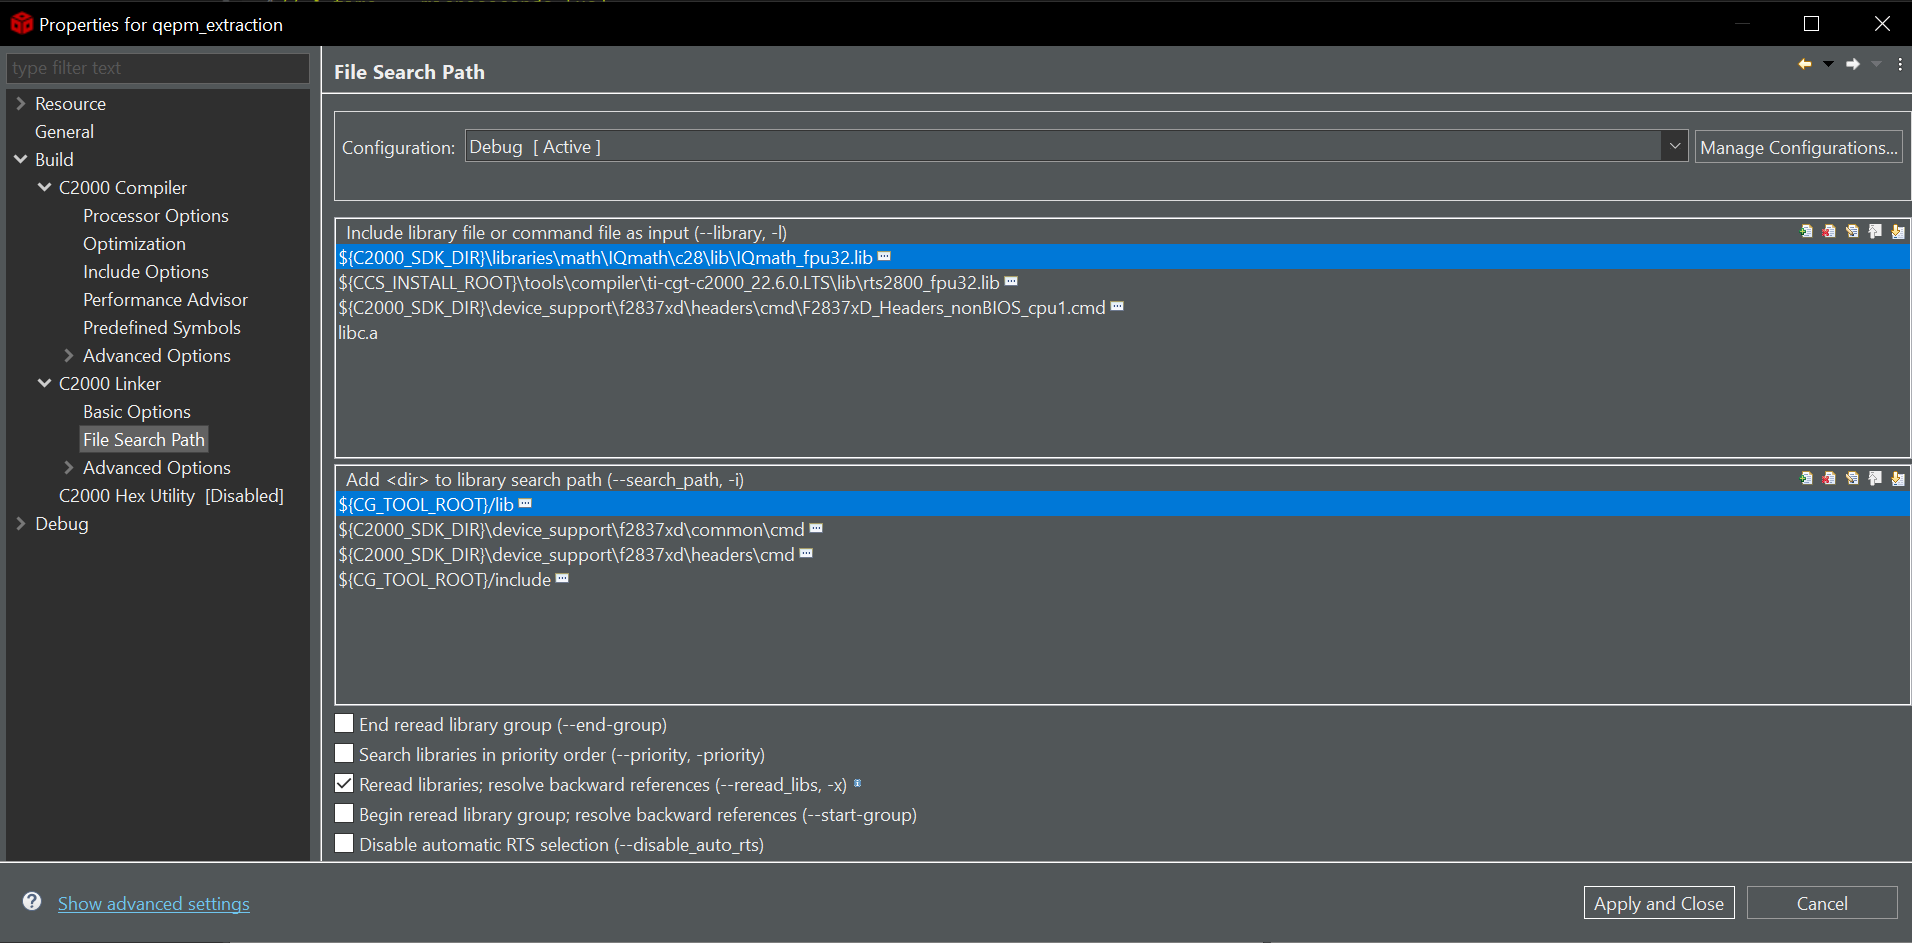 Properties for qepm_extraction
type filter text
Resource
General
Build
C2000 Compiler
Processor Options
Optimization
Include Options
Performance Advisor
Predefined Symbols
Advanced Options
C2000 Linker
Basic Options
File Search Path
Advanced Options
C2000 Hex Utility [Disabled]
Debug
File Search Path
Configuration: Debug [ Active ] Manage Configurations...
Include library file or command file as input (--library, -l)
${C2000_SDK_DIR}\libraries\math\IQmath\c28\lib\IQmath_fpu32.lib
${CCS_INSTALL_ROOT}\tools\compiler\ti-cgt-c2000_22.6.0.LTS\lib\rts2800_fpu32.lib
${C2000_SDK_DIR}\device_support\f2837xd\headers\cmd\F2837xD_Headers_nonBIOS_cpu1.cmd
libc.a
Add <dir> to library search path (--search_path, -i)
${CG_TOOL_ROOT}/lib
${C2000_SDK_DIR}\device_support\f2837xd\common\cmd
${C2000_SDK_DIR}\device_support\f2837xd\headers\cmd
${CG_TOOL_ROOT}/include
End reread library group (--end-group)
Search libraries in priority order (--priority, -priority)
Reread libraries; resolve backward references (--reread_libs, -x)
Begin reread library group; resolve backward references (--start-group)
Disable automatic RTS selection (--disable_auto_rts)
Show advanced settings
Apply and Close
Cancel